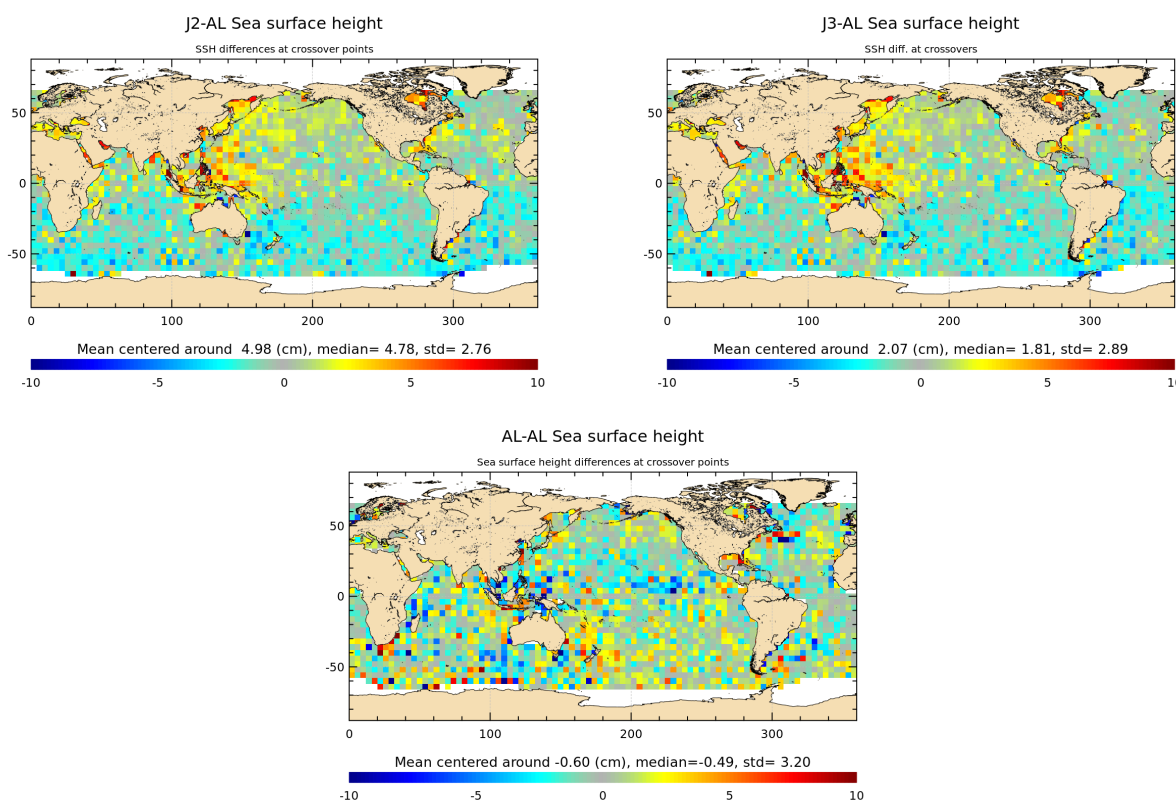 J2-AL Sea surface height
SSH differences at crossover points
50
0
-50
0 100 200 300
Mean centered around 4.98 (cm), median= 4.78, std= 2.76
-10 -5 0 5 10
J3-AL Sea surface height
SSH diff. at crossovers
50
0
-50
0 100 200 300
Mean centered around 2.07 (cm), median= 1.81, std= 2.89
-10 -5 0 5
AL-AL Sea surface height
Sea surface height differences at crossover points
50
0
-50
0 100 200 300
Mean centered around -0.60 (cm), median=-0.49, std= 3.20
-10 -5 0 5 10